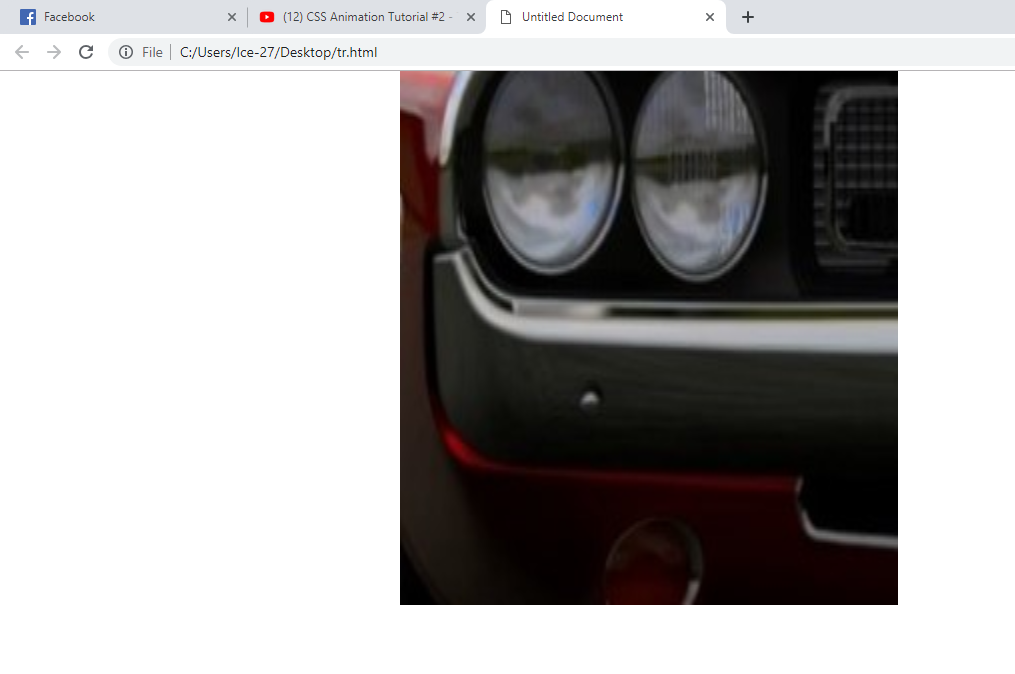 Facebook
(12) CSS Animation Tutorial #2 -
Untitled Document
File
C:/Users/Ice-27/Desktop/tr.html